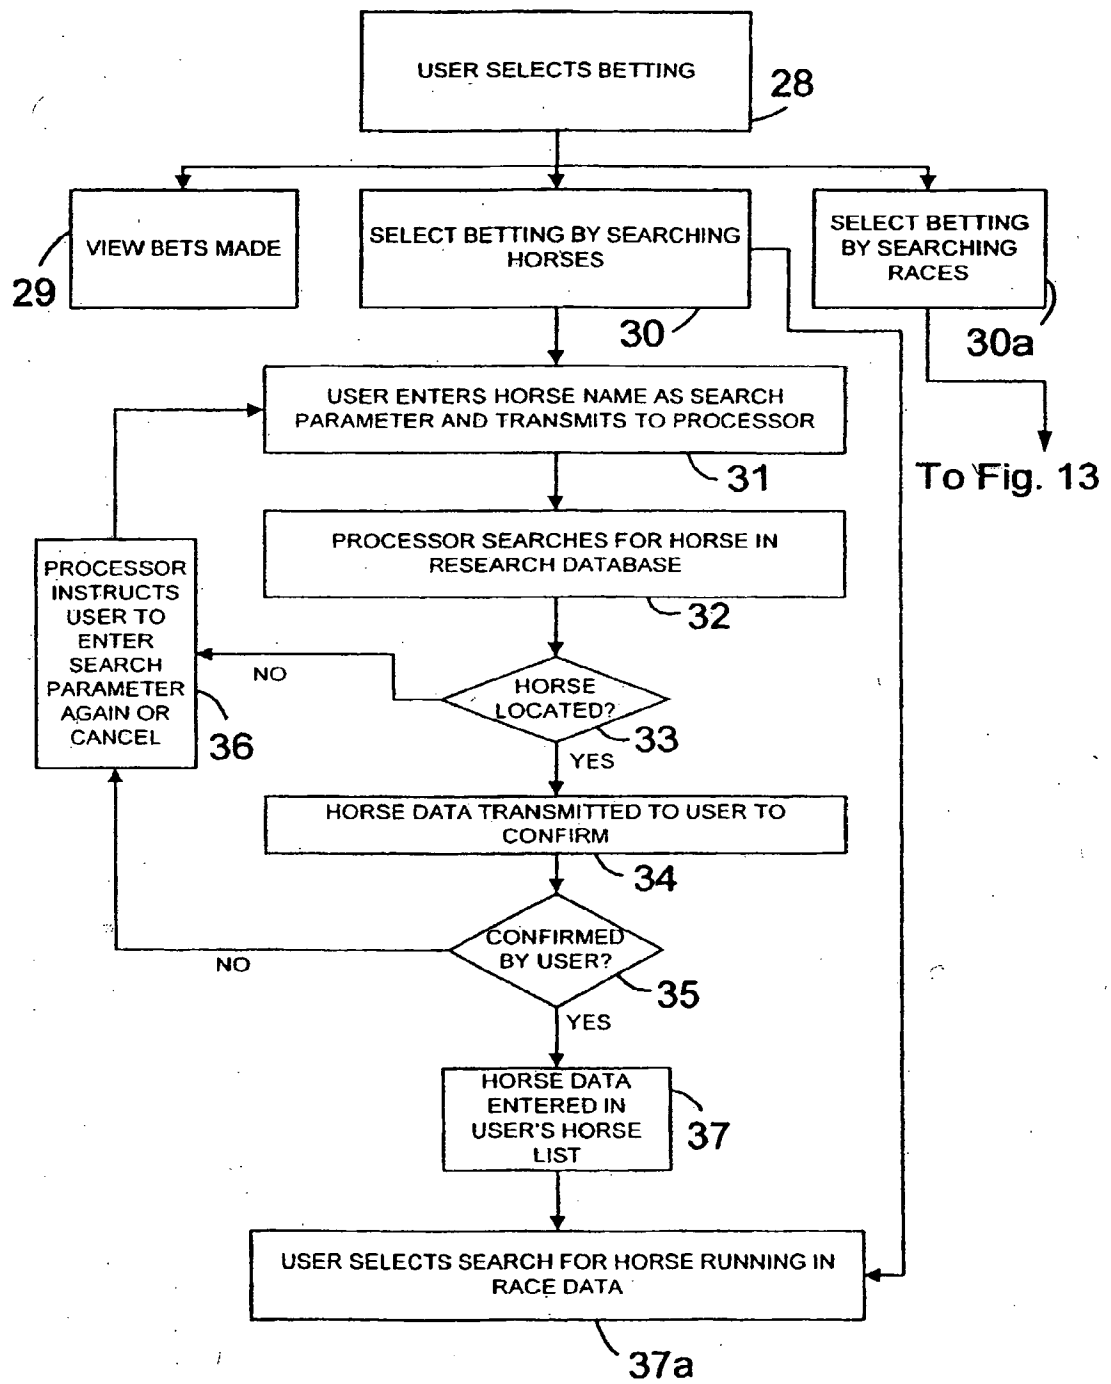 USER SELECTS BETTING
28
VIEW BETS MADE
29
SELECT BETTING BY SEARCHING
HORSES
30
SELECT BETTING
BY SEARCHING
RACES
30a
To Fig. 13
USER ENTERS HORSE NAME AS SEARCH
PARAMETER AND TRANSMITS TO PROCESSOR
31
PROCESSOR SEARCHES FOR HORSE IN
RESEARCH DATABASE
32
PROCESSOR
INSTRUCTS
USER TO
ENTER
SEARCH
PARAMETER
AGAIN OR
CANCEL
36
NO
HORSE
LOCATED?
33
YES
HORSE DATA TRANSMITTED TO USER TO
CONFIRM
34
CONFIRMED
BY USER?
35
NO
YES
HORSE DATA
ENTERED IN
USER'S HORSE
LIST
37
USER SELECTS SEARCH FOR HORSE RUNNING IN
RACE DATA
37a